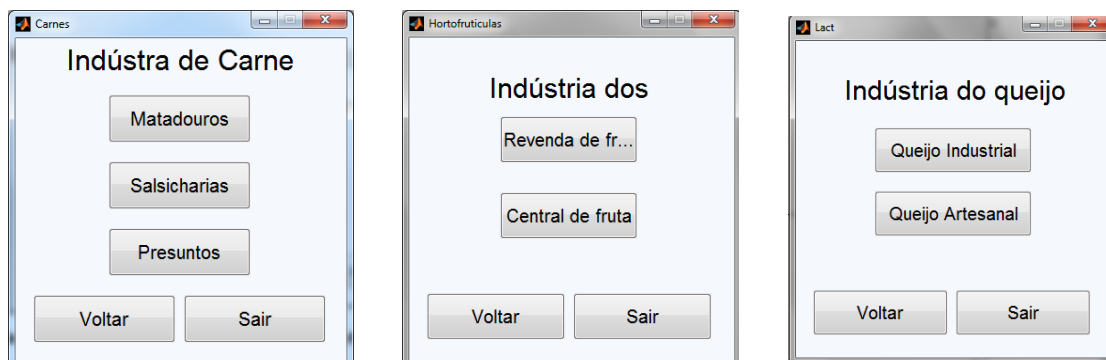 Carnes
Indústra de Carne
Matadouros
Salsicharias
Presuntos
Voltar
Sair
Hortofruticulas
Indústria dos
Revenda de fr...
Central de fruta
Voltar
Sair
Lact
Indústria do queijo
Queijo Industrial
Queijo Artesanal
Voltar
Sair